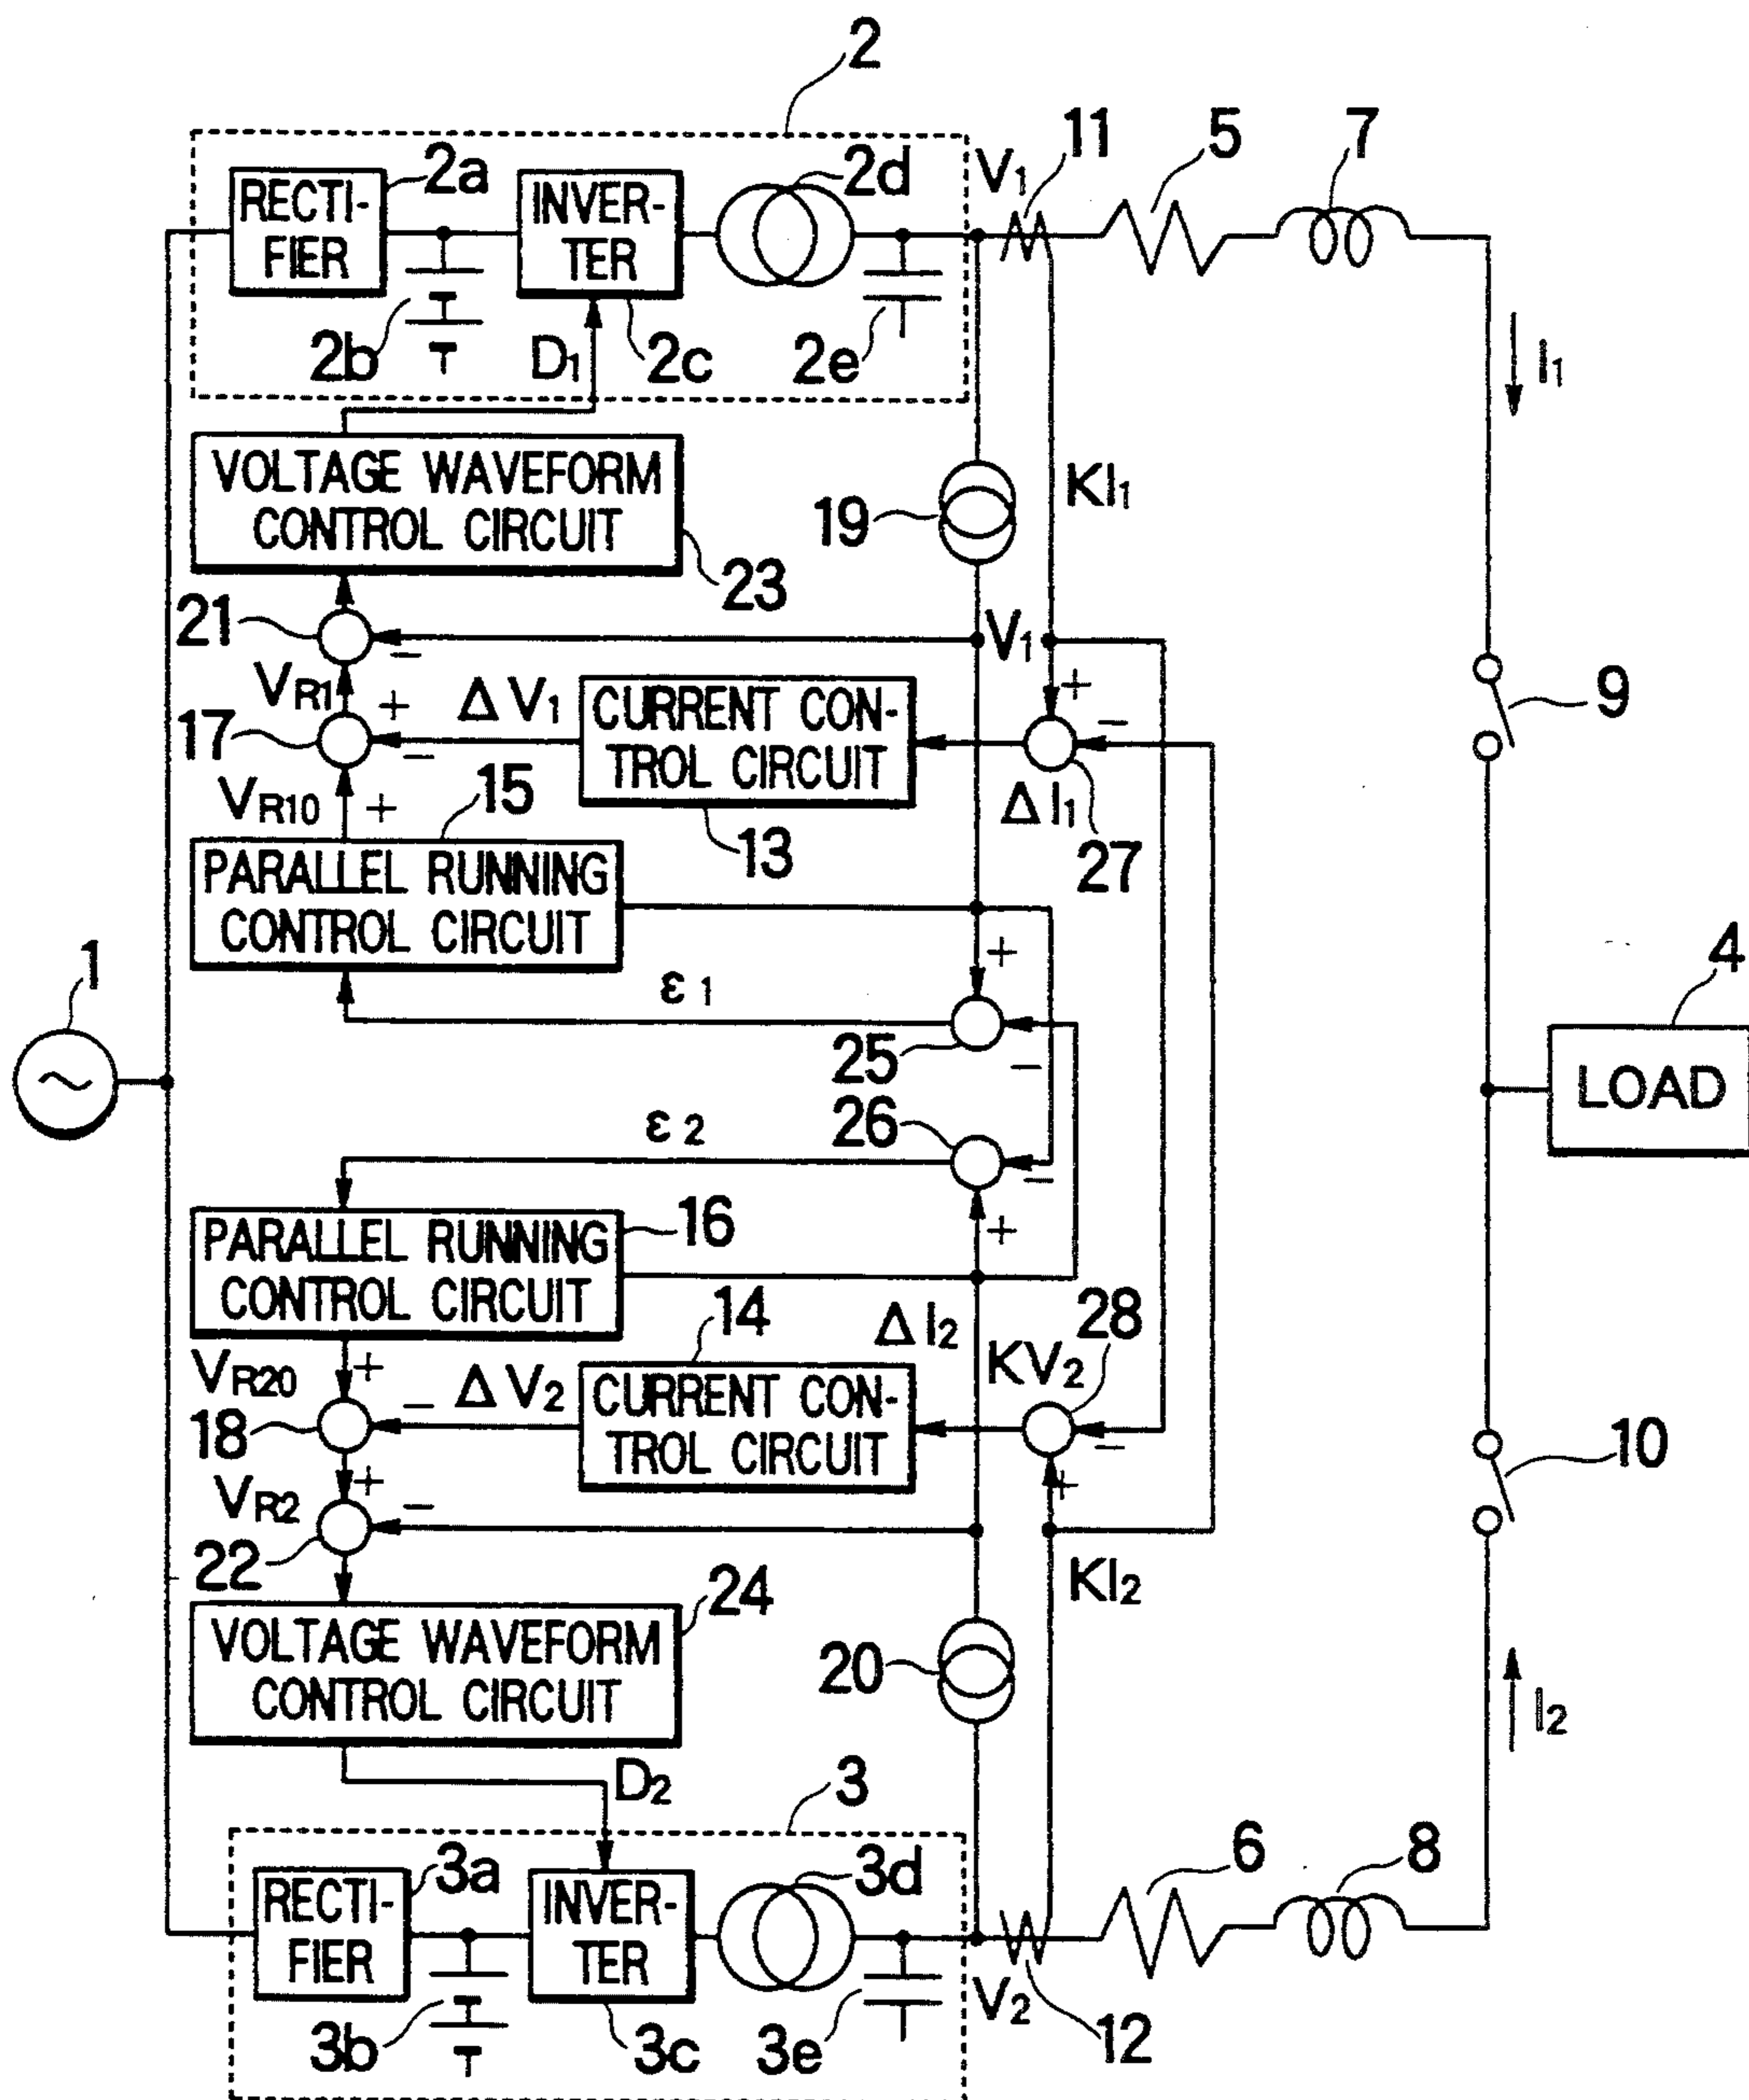 2
11
5
7
V₁
2a
2d
RECTI-
FIER
INVER-
TER
2b
D₁
2c
2e
I₁
VOLTAGE WAVEFORM
CONTROL CIRCUIT
19
KI₁
23
21
−
V₁
VR1
+
ΔV₁
CURRENT CON-
TROL CIRCUIT
+
−
9
17
−
VR10
+
15
13
ΔI₁
27
PARALLEL RUNNING
CONTROL CIRCUIT
+
4
1
ε1
25
−
~
LOAD
ε2
26
−
16
+
PARALLEL RUNNING
CONTROL CIRCUIT
14
ΔI₂
28
VR20
+
ΔV₂
CURRENT CON-
TROL CIRCUIT
KV₂
−
18
−
10
+
VR2
+
−
22
24
KI₂
VOLTAGE WAVEFORM
CONTROL CIRCUIT
20
I₂
D₂
3
3a
3d
6
8
RECTI-
FIER
INVER-
TER
3b
3c
3e
V₂
12